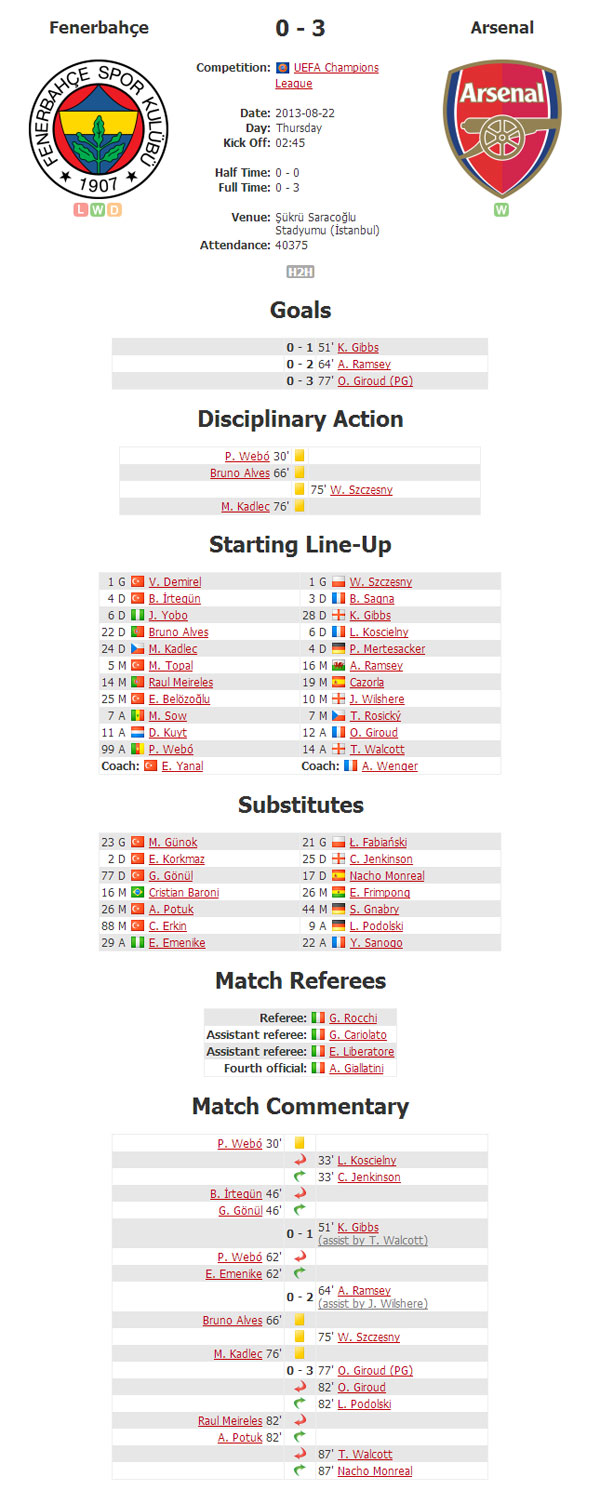 Fenerbahçe
0 - 3
Arsenal
Competition: UEFA Champions
League
Date: 2013-08-22
Day: Thursday
Kick Off: 02:45
Half Time: 0 - 0
Full Time: 0 - 3
Venue: Şükrü Saracoğlu
Stadyumu (İstanbul)
Attendance: 40375
FENERBAHÇE SPOR KULÜBÜ
★ 1907 ★
L W D
Arsenal
W
H2H
Goals
0 - 1 51' K. Gibbs
0 - 2 64' A. Ramsey
0 - 3 77' O. Giroud (PG)
Disciplinary Action
P. Webó 30'
Bruno Alves 66'
75' W. Szczęsny
M. Kadlec 76'
Starting Line-Up
1 G V. Demirel 1 G W. Szczęsny
4 D B. İrtegün 3 D B. Sagna
6 D J. Yobo 28 D K. Gibbs
22 D Bruno Alves 6 D L. Koscielny
24 D M. Kadlec 4 D P. Mertesacker
5 M M. Topal 16 M A. Ramsey
14 M Raul Meireles 19 M Cazorla
25 M E. Belözoğlu 10 M J. Wilshere
7 A M. Sow 7 M T. Rosický
11 A D. Kuyt 12 A O. Giroud
99 A P. Webó 14 A T. Walcott
Coach: E. Yanal Coach: A. Wenger
Substitutes
23 G M. Günok 21 G Ł. Fabiański
2 D E. Korkmaz 25 D C. Jenkinson
77 D G. Gönül 17 D Nacho Monreal
16 M Cristian Baroni 26 M E. Frimpong
26 M A. Potuk 44 M S. Gnabry
88 M C. Erkin 9 A L. Podolski
29 A E. Emenike 22 A Y. Sanogo
Match Referees
Referee: G. Rocchi
Assistant referee: G. Cariolato
Assistant referee: E. Liberatore
Fourth official: A. Giallatini
Match Commentary
P. Webó 30'
33' L. Koscielny
33' C. Jenkinson
B. İrtegün 46'
G. Gönül 46'
0 - 1 51' K. Gibbs
(assist by T. Walcott)
P. Webó 62'
E. Emenike 62'
0 - 2 64' A. Ramsey
(assist by J. Wilshere)
Bruno Alves 66'
75' W. Szczęsny
M. Kadlec 76'
0 - 3 77' O. Giroud (PG)
82' O. Giroud
82' L. Podolski
Raul Meireles 82'
A. Potuk 82'
87' T. Walcott
87' Nacho Monreal